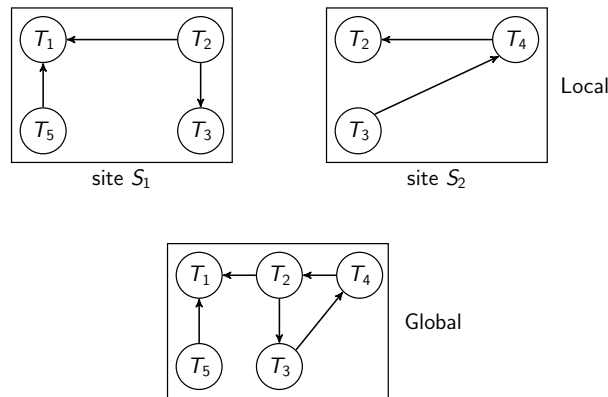 T₁ T₂ T₂ T₄
T₅ T₃ T₃
Local
site S₁ site S₂
T₁ T₂ T₄
Global
T₅ T₃